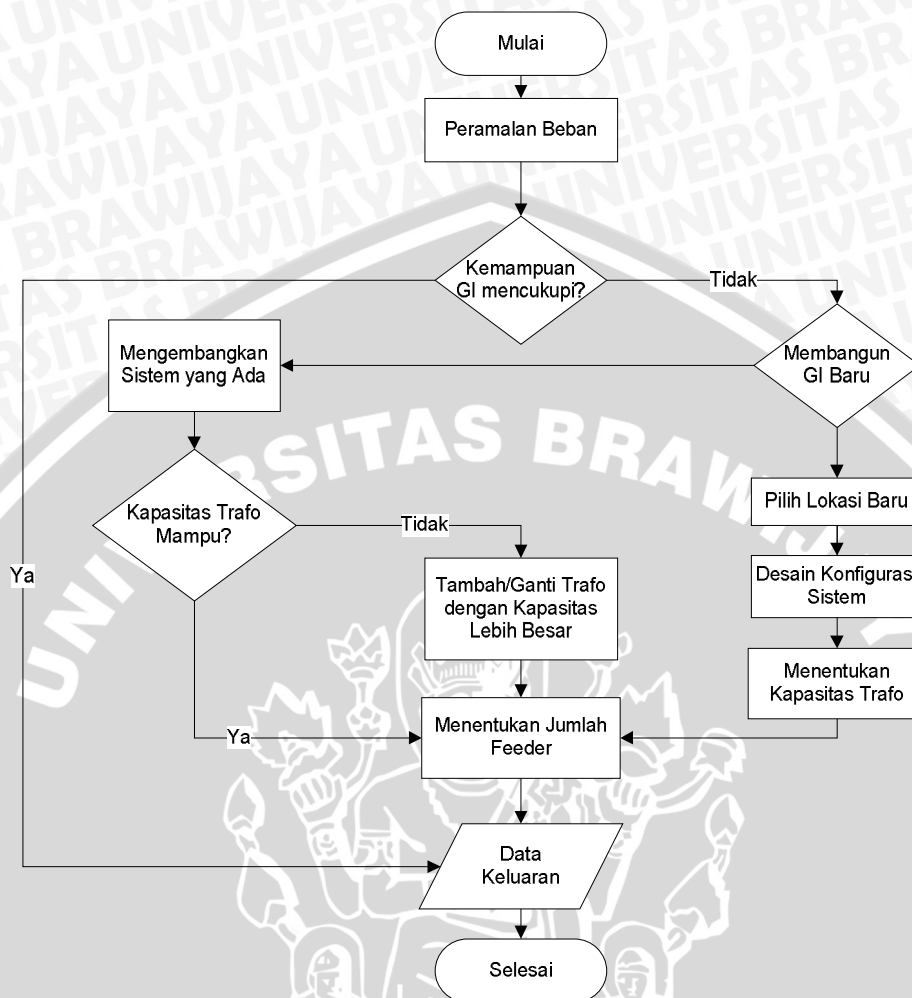 Mulai
Peramalan Beban
Kemampuan
GI mencukupi?
Tidak
Membangun
GI Baru
Mengembangkan
Sistem yang Ada
Kapasitas Trafo
Mampu?
Tidak
Pilih Lokasi Baru
Ya
Tambah/Ganti Trafo
dengan Kapasitas
Lebih Besar
Desain Konfiguras
Sistem
Menentukan
Kapasitas Trafo
Ya
Menentukan Jumlah
Feeder
Data
Keluaran
Selesai